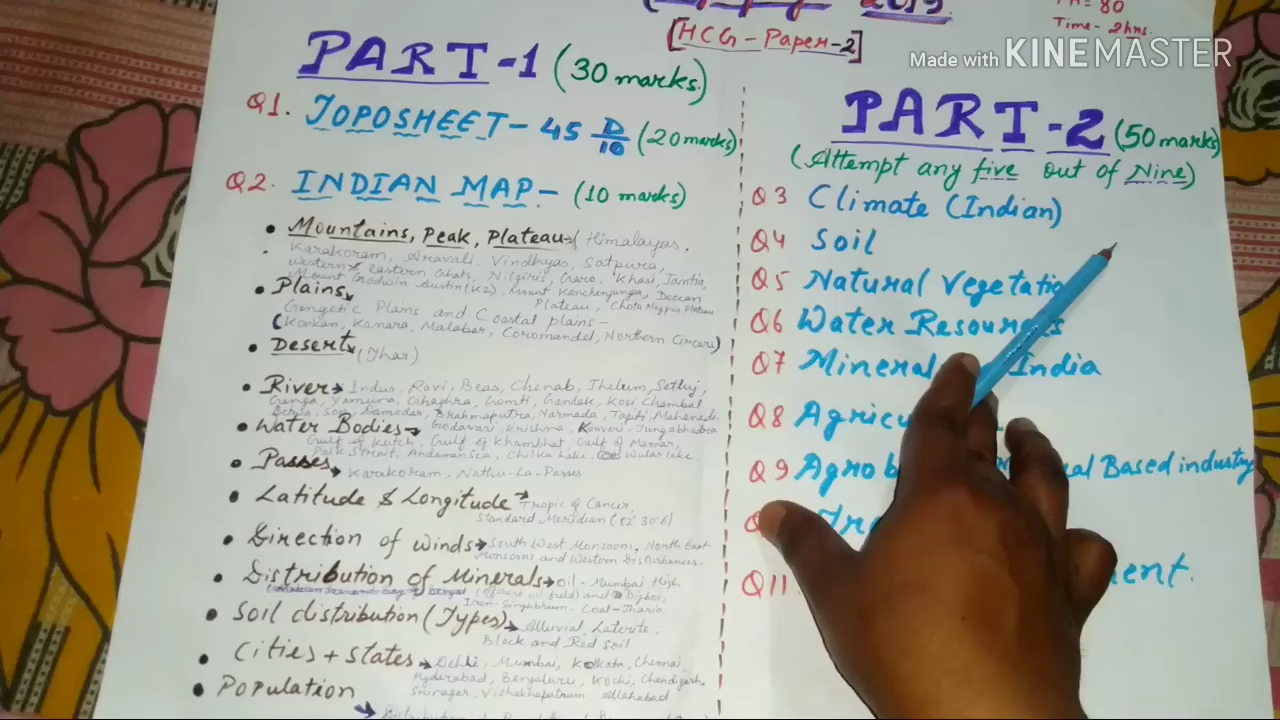 2019
[HCG-Paper-2]
= 80
Time- 2hrs.
Made with KINEMASTER
PART-1 (30 marks)
Q1. TOPOSHEET - 45 D/10 (20 marks)
Q2. INDIAN MAP - (10 marks)
• Mountains, Peak, Plateau→( Himalayas.
Karakoram, Aravali, Vindhyas, Satpura,
Western & eastern Ghats, Nilgiris, Garo, Khasi, Jaintia,
Mount Godwin Austin(K2), Mount Kanchenjunga, Deccan
Plateau, Chota Nagpur Plateau
• Plains↘
Gangetic Plains and Coastal plains -
(Konkan, Kanara, Malabar, Coromandel, Northern Circars)
• Desert↘ (Thar)
• River→ Indus, Ravi, Beas, Chenab, Jhelum, Setluj,
Ganga, Yamuna, Ghaghra, Gomti, Gandak, Kosi Chambal
Betwa, Son, Damodar, Brahmaputra, Narmada, Tapti, Mahanadi,
Godavari, Krishna, Kauvori, Tungabhadra
• Water Bodies→
Gulf of Kutch, Gulf of Khambhat, Gulf of Mannar,
Palk Strait, Andaman Sea, Chilka Lake, Wular lake
• Passes→ Karakoram, Nathu-La-Passes
• Latitude & Longitude→ Tropic of Cancer,
Standard Meridian (82° 30'E)
• Direction of winds→ South West Monsoons, North East
Monsoons and Western Disturbances.
• Distribution of Minerals→ Oil - Mumbai High
(offshore oil field) and Digboi,
Iron-Singhbhum. Coal-Jharia.
• Soil distribution (Types)→ Alluvial, Laterite,
Black and Red Soil
• Cities + states→ Dehli, Mumbai, Kolkata, Chennai,
Hyderabad, Bengaluru, Kochi, Chandigarh,
Srinagar, Vishakhapatnum, Allahabad
• Population
PART-2 (50 marks)
(Attempt any five out of Nine)
Q3 Climate (Indian)
Q4 Soil
Q5 Natural Vegetatio
Q6 Water Resources
Q7 Mineral India
Q8 Agricu
Q9 Agro b al Based industry
Q11 ment.